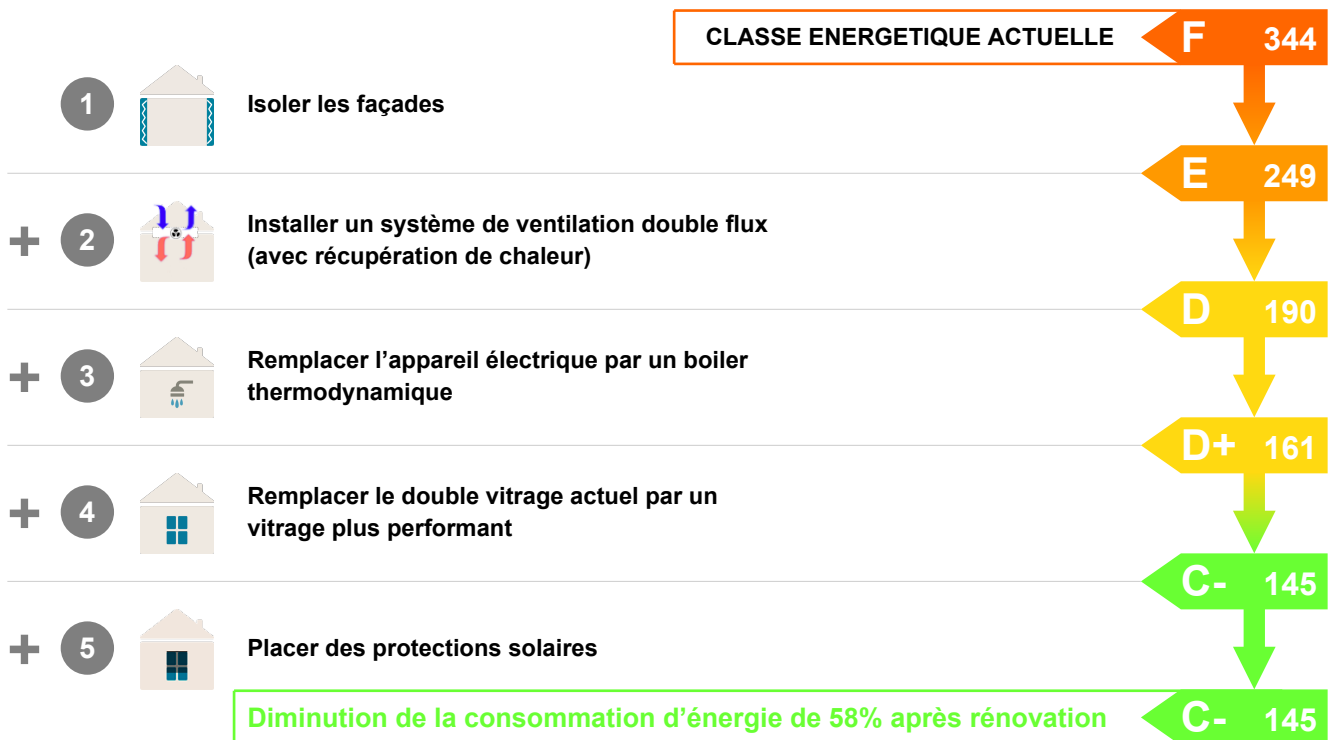 CLASSE ENERGETIQUE ACTUELLE F 344
1 Isoler les façades
E 249
+ 2 Installer un système de ventilation double flux
(avec récupération de chaleur)
D 190
+ 3 Remplacer l'appareil électrique par un boiler
thermodynamique
D+ 161
+ 4 Remplacer le double vitrage actuel par un
vitrage plus performant
C- 145
+ 5 Placer des protections solaires
Diminution de la consommation d'énergie de 58% après rénovation C- 145